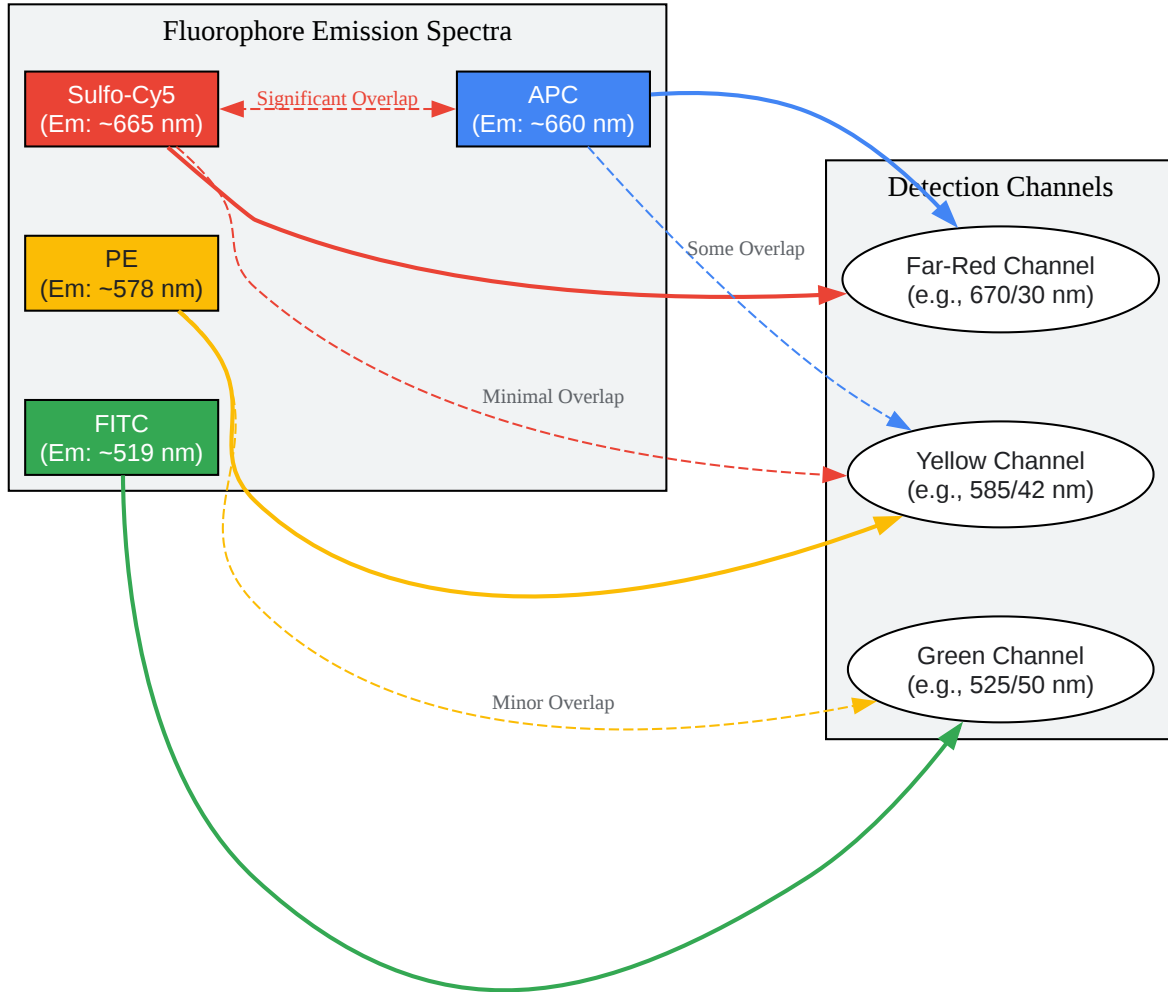 Fluorophore Emission Spectra
Sulfo-Cy5
(Em: ~665 nm)
Significant Overlap
APC
(Em: ~660 nm)
Detection Channels
PE
(Em: ~578 nm)
Some Overlap
Far-Red Channel
(e.g., 670/30 nm)
Minimal Overlap
FITC
(Em: ~519 nm)
Yellow Channel
(e.g., 585/42 nm)
Green Channel
(e.g., 525/50 nm)
Minor Overlap